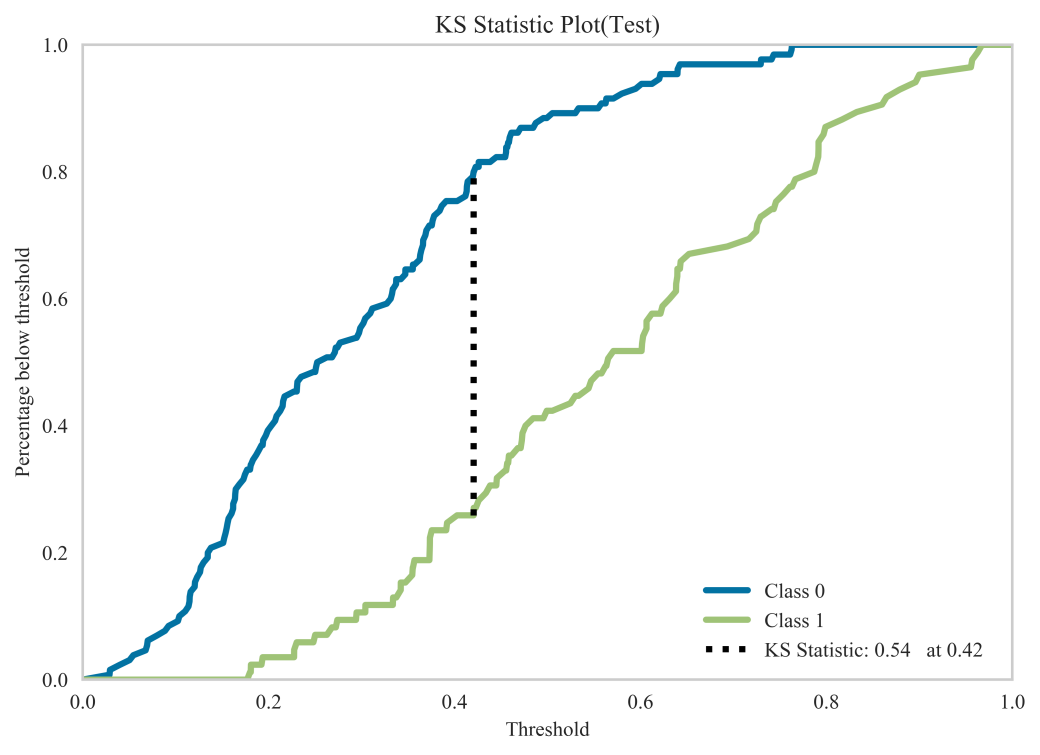 KS Statistic Plot(Test)
Percentage below threshold
1.0
0.8
0.6
0.4
0.2
0.0
Class 0
Class 1
KS Statistic: 0.54 at 0.42
0.0 0.2 0.4 0.6 0.8 1.0
Threshold